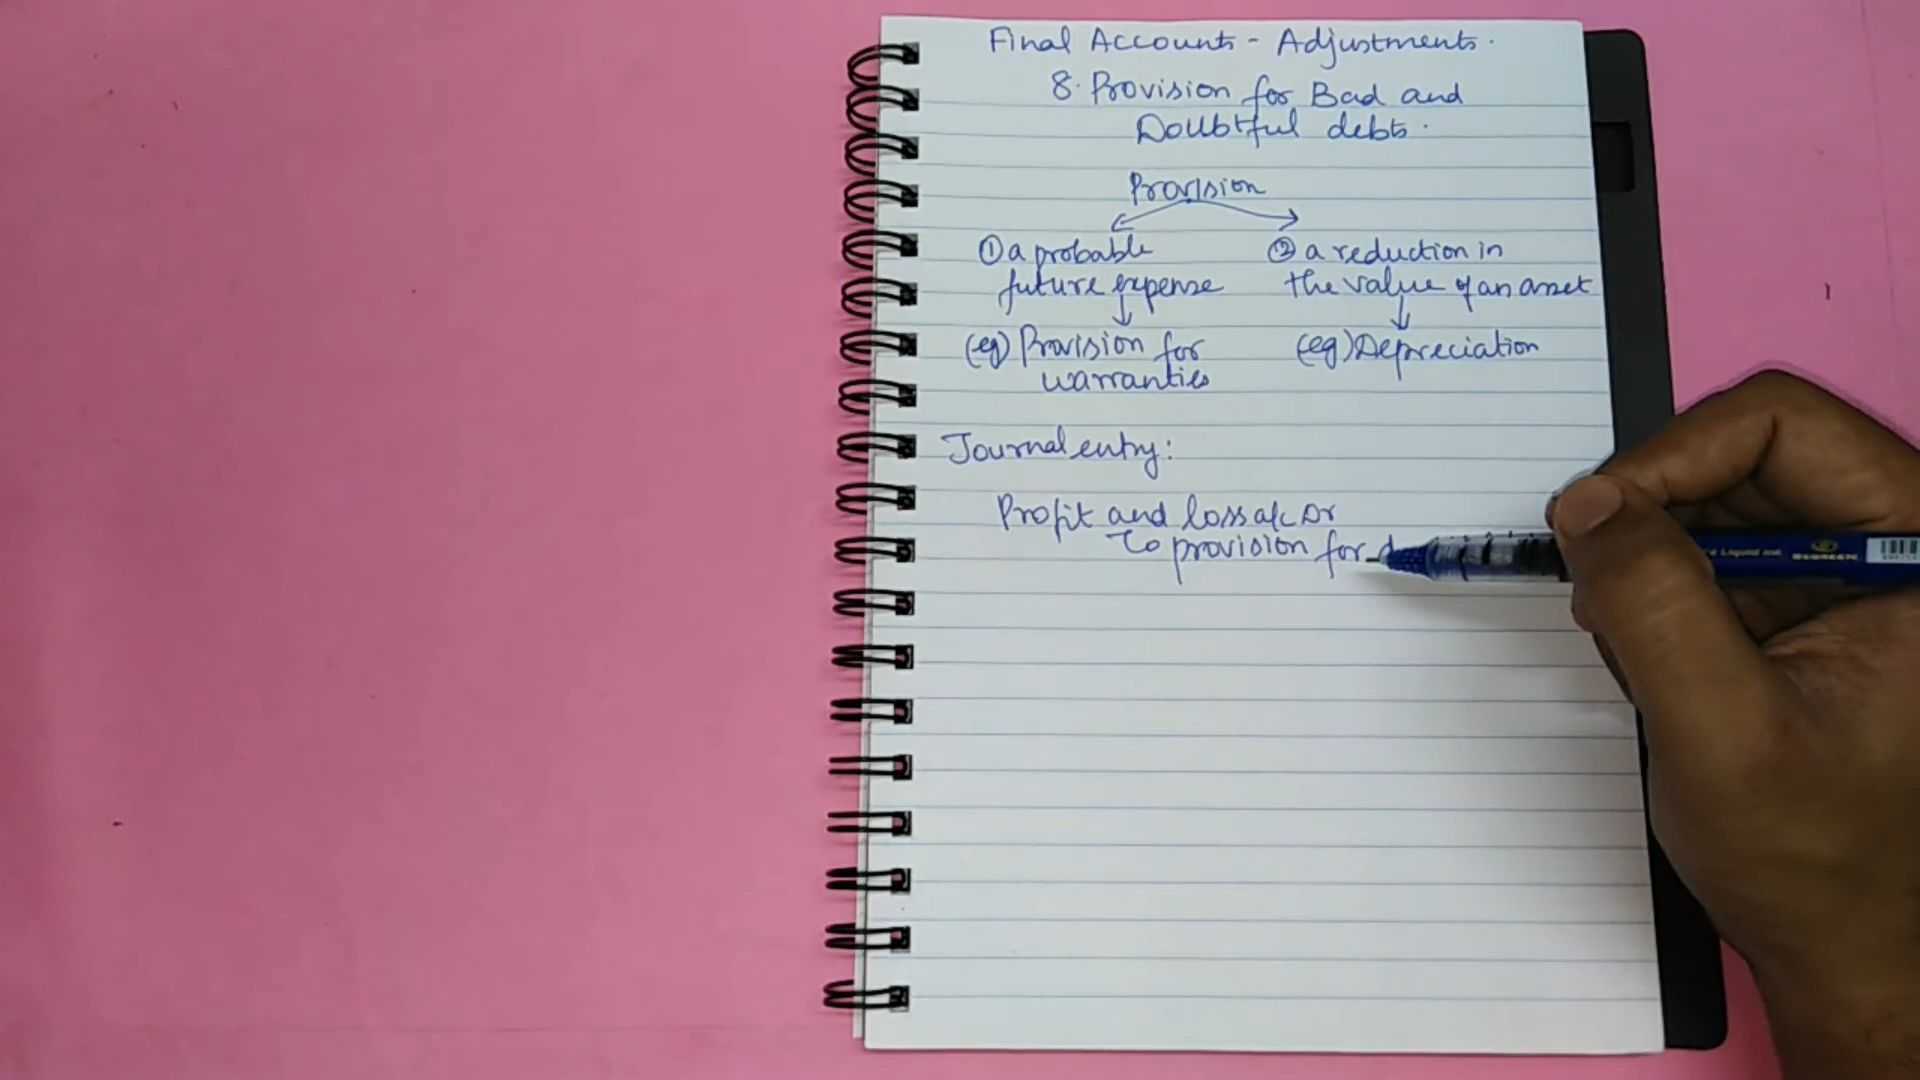 Final Accounts - Adjustments.
8. Provision for Bad and
Doubtful debts.
Provision
① a probable
future expense
② a reduction in
the value of an asset
(eg) Provision for
warranties
(eg) Depreciation
Journal entry:
Profit and loss a/c Dr
To provision for d